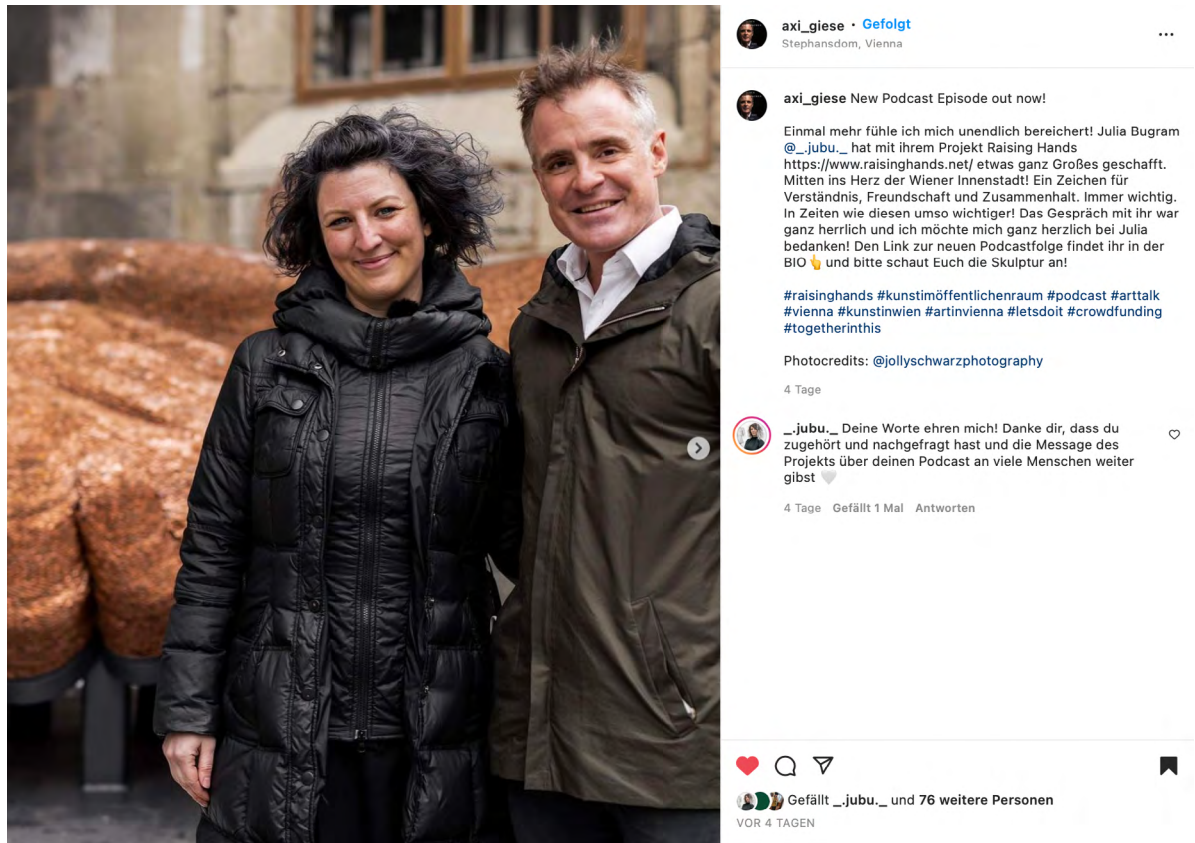 axi_giese • Gefolgt
Stephansdom, Vienna
axi_giese New Podcast Episode out now!
Einmal mehr fühle ich mich unendlich bereichert! Julia Bugram
@_.jubu._ hat mit ihrem Projekt Raising Hands
https://www.raisinghands.net/ etwas ganz Großes geschafft.
Mitten ins Herz der Wiener Innenstadt! Ein Zeichen für
Verständnis, Freundschaft und Zusammenhalt. Immer wichtig.
In Zeiten wie diesen umso wichtiger! Das Gespräch mit ihr war
ganz herrlich und ich möchte mich ganz herzlich bei Julia
bedanken! Den Link zur neuen Podcastfolge findet ihr in der
BIO👆 und bitte schaut Euch die Skulptur an!
#raisinghands #kunstimöffentlichenraum #podcast #arttalk
#vienna #kunstinwien #artinvienna #letsdoit #crowdfunding
#togetherinthis
Photocredits: @jollyschwarzphotography
4 Tage
_.jubu._ Deine Worte ehren mich! Danke dir, dass du
zugehört und nachgefragt hast und die Message des
Projekts über deinen Podcast an viele Menschen weiter
gibst 🤍
4 Tage Gefällt 1 Mal Antworten
Gefällt _.jubu._ und 76 weitere Personen
VOR 4 TAGEN